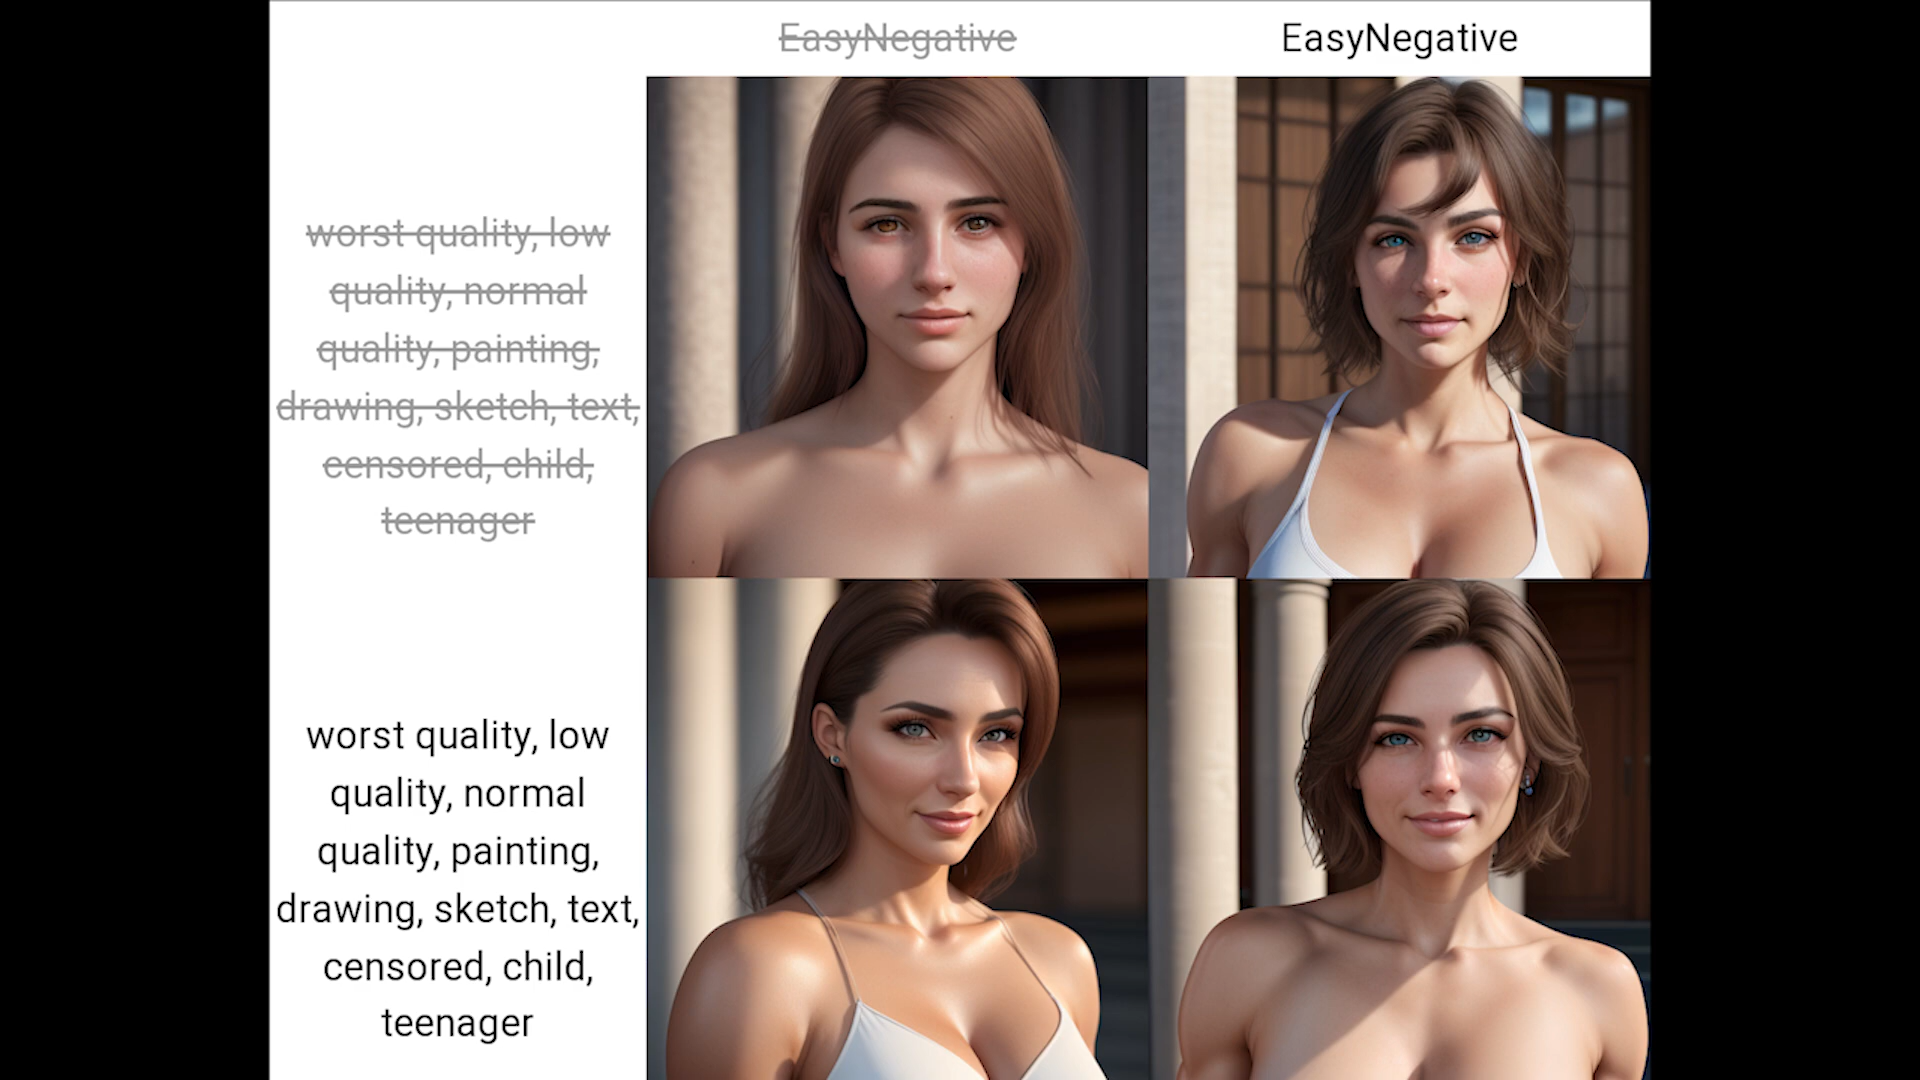 EasyNegative
EasyNegative
worst quality, low
quality, normal
quality, painting,
drawing, sketch, text,
censored, child,
teenager
worst quality, low
quality, normal
quality, painting,
drawing, sketch, text,
censored, child,
teenager